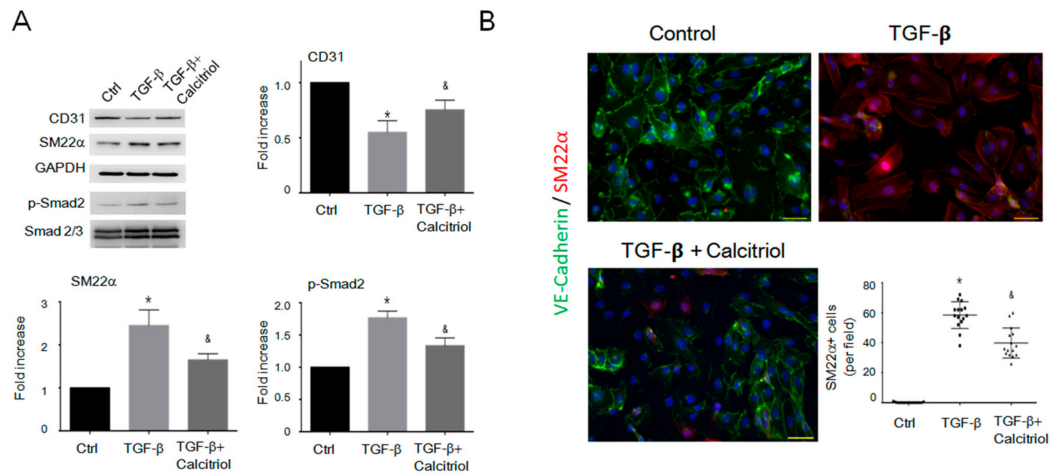 A
Ctrl
TGF-β
TGF-β+
Calcitriol
CD31
SM22α
GAPDH
p-Smad2
Smad 2/3
CD31
Fold increase
1.0
0.5
0.0
*
&
Ctrl
TGF-β
TGF-β+
Calcitriol
SM22α
Fold increase
3
2
1
0
*
&
Ctrl
TGF-β
TGF-β+
Calcitriol
p-Smad2
Fold increase
2.0
1.5
1.0
0.5
0.0
*
&
Ctrl
TGF-β
TGF-β+
Calcitriol
B
Control
TGF-β
VE-Cadherin / SM22α
TGF-β + Calcitriol
SM22α+ cells
(per field)
80
60
40
20
0
*
&
Ctrl
TGF-β
TGF-β+
Calcitriol